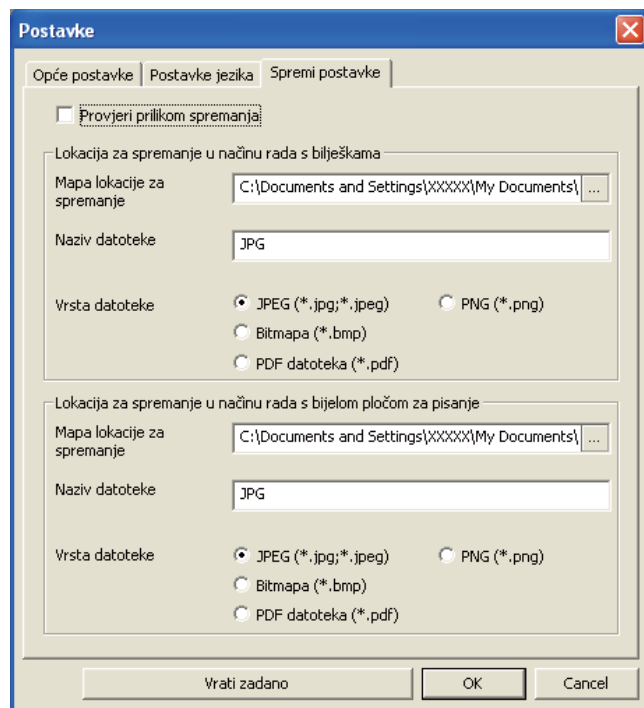 Postavke
Opće postavke Postavke jezika Spremi postavke
Provjeri prilikom spremanja
Lokacija za spremanje u načinu rada s bilješkama
Mapa lokacije za
spremanje
C:\Documents and Settings\XXXXX\My Documents\ ...
Naziv datoteke JPG
Vrsta datoteke JPEG (*.jpg;*.jpeg) PNG (*.png)
Bitmapa (*.bmp)
PDF datoteka (*.pdf)
Lokacija za spremanje u načinu rada s bijelom pločom za pisanje
Mapa lokacije za
spremanje
C:\Documents and Settings\XXXXX\My Documents\ ...
Naziv datoteke JPG
Vrsta datoteke JPEG (*.jpg;*.jpeg) PNG (*.png)
Bitmapa (*.bmp)
PDF datoteka (*.pdf)
Vrati zadano OK Cancel